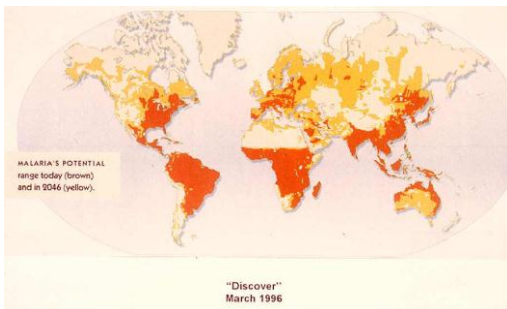 MALARIA'S POTENTIAL
range today (brown)
and in 2046 (yellow).
"Discover"
March 1996